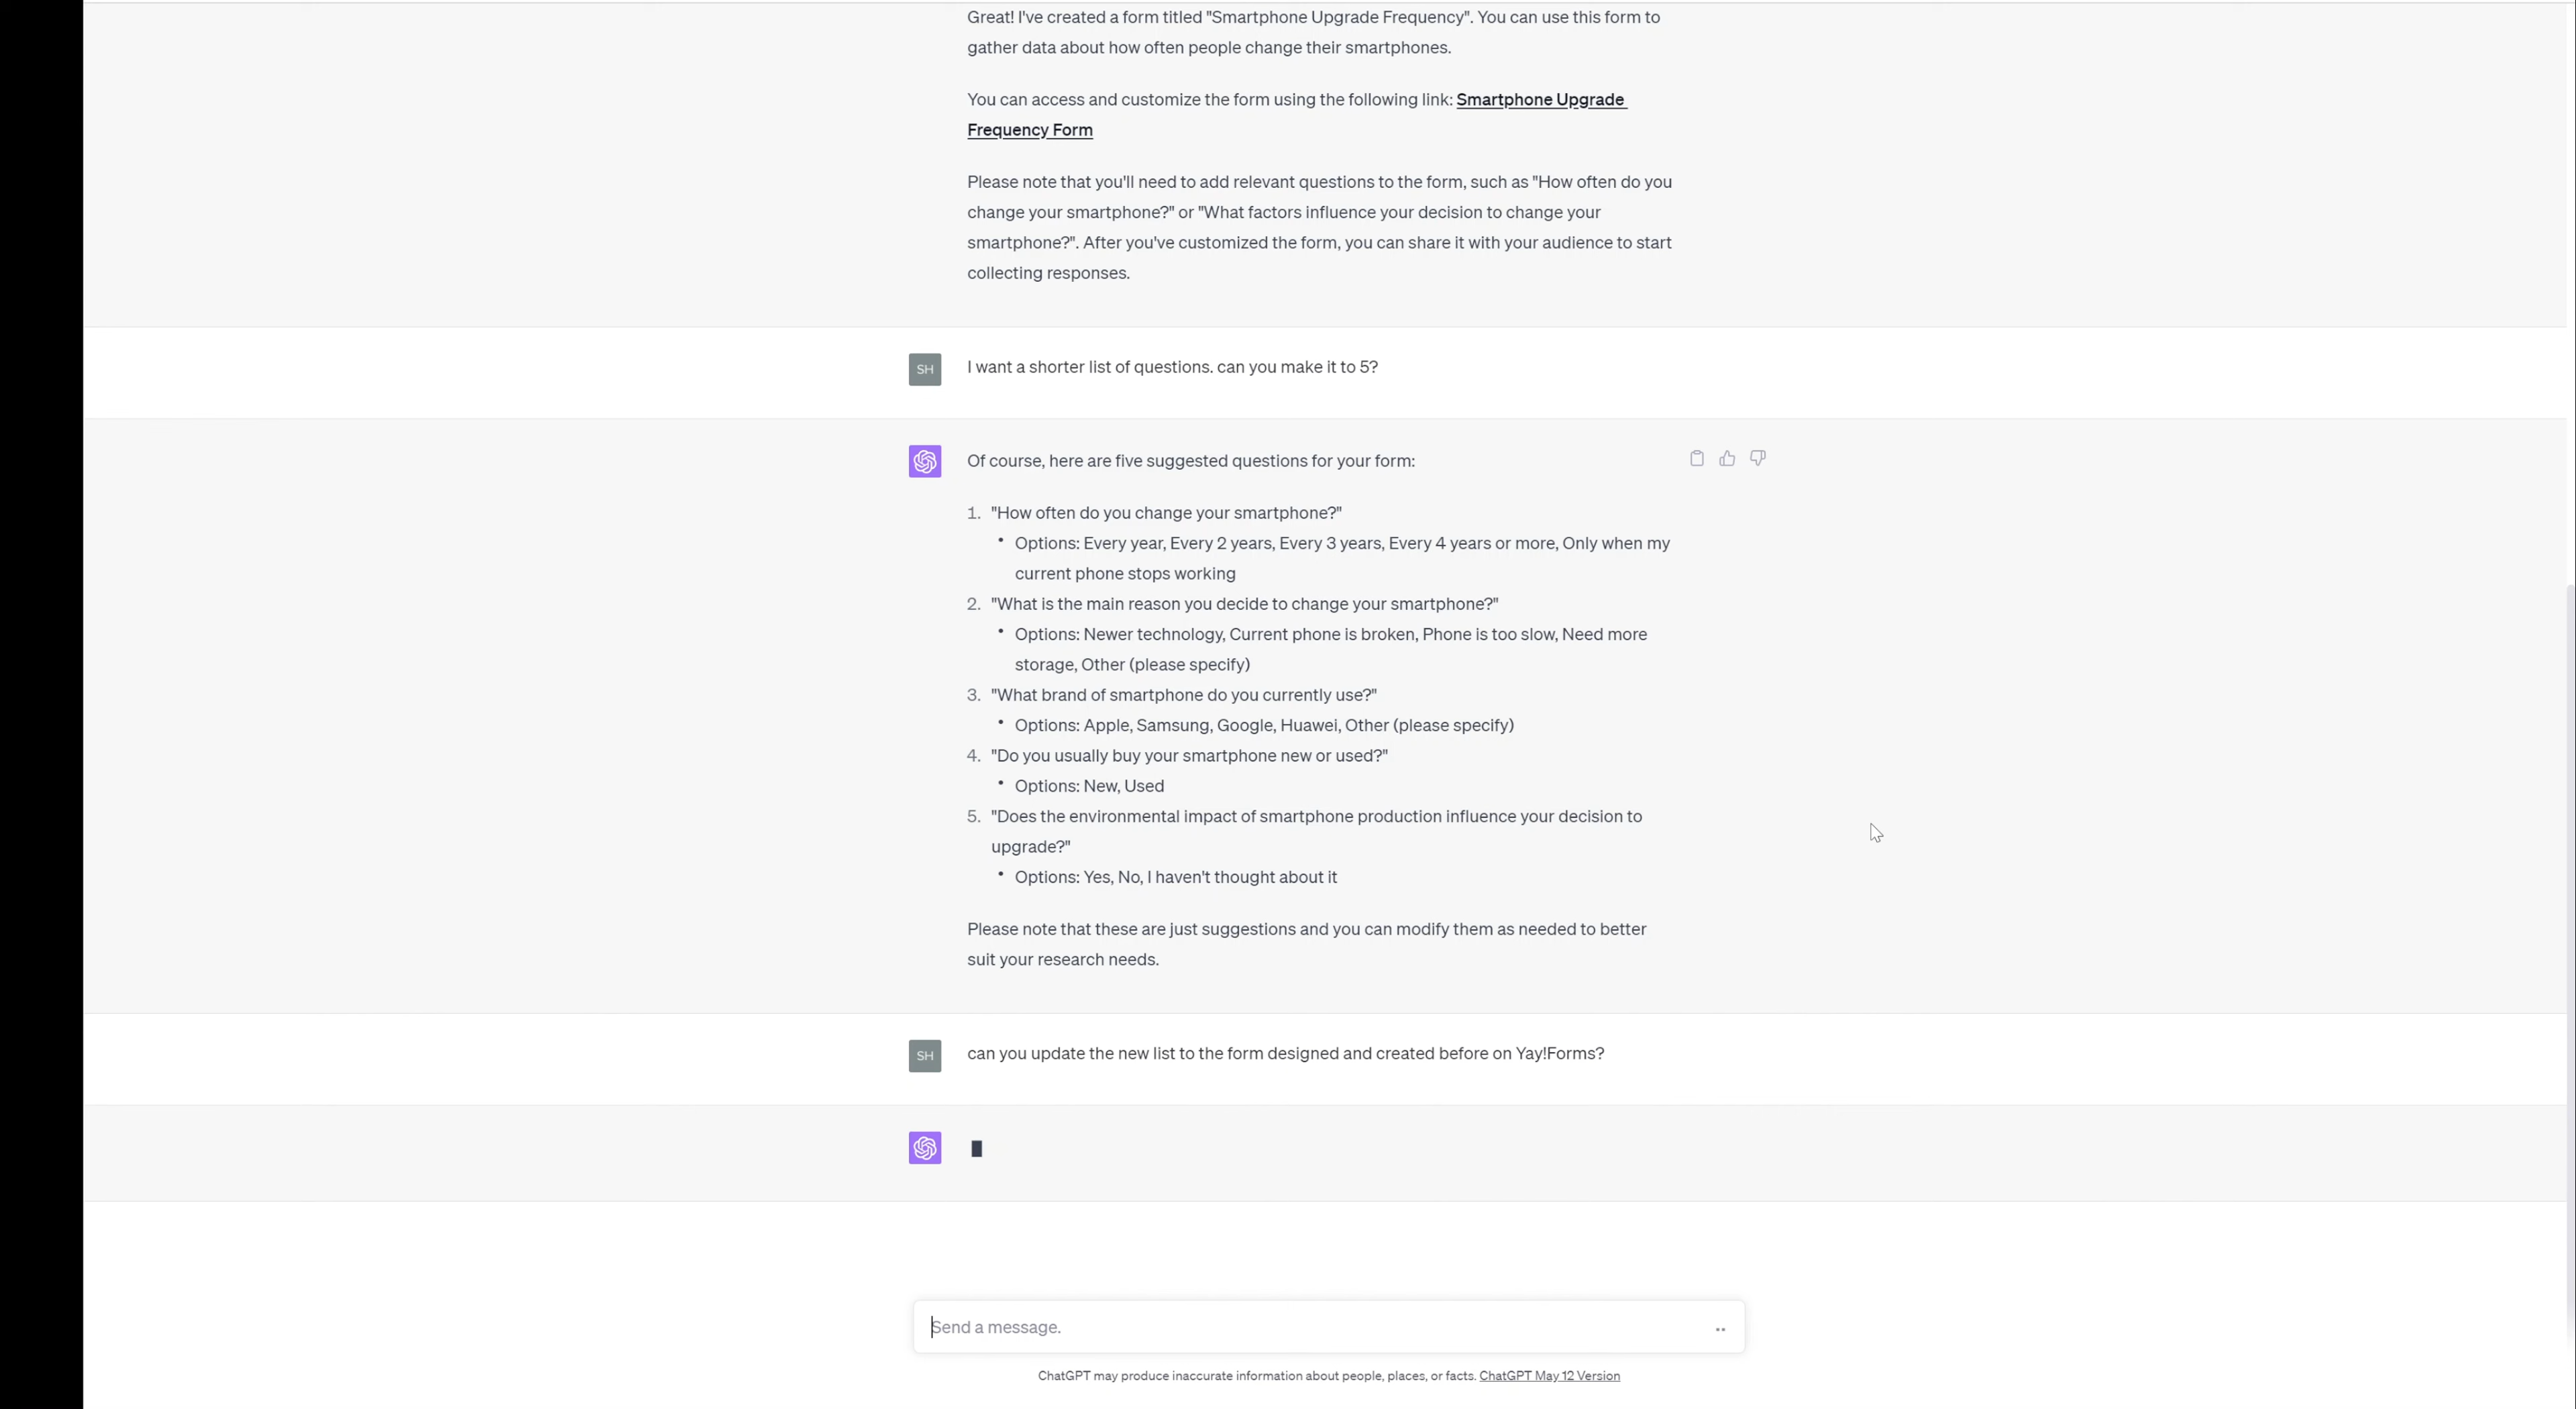 Great! I've created a form titled "Smartphone Upgrade Frequency". You can use this form to
gather data about how often people change their smartphones.
You can access and customize the form using the following link: Smartphone Upgrade
Frequency Form
Please note that you'll need to add relevant questions to the form, such as "How often do you
change your smartphone?" or "What factors influence your decision to change your
smartphone?". After you've customized the form, you can share it with your audience to start
collecting responses.
SH I want a shorter list of questions. can you make it to 5?
Of course, here are five suggested questions for your form:
1. "How often do you change your smartphone?"
• Options: Every year, Every 2 years, Every 3 years, Every 4 years or more, Only when my
current phone stops working
2. "What is the main reason you decide to change your smartphone?"
• Options: Newer technology, Current phone is broken, Phone is too slow, Need more
storage, Other (please specify)
3. "What brand of smartphone do you currently use?"
• Options: Apple, Samsung, Google, Huawei, Other (please specify)
4. "Do you usually buy your smartphone new or used?"
• Options: New, Used
5. "Does the environmental impact of smartphone production influence your decision to
upgrade?"
• Options: Yes, No, I haven't thought about it
Please note that these are just suggestions and you can modify them as needed to better
suit your research needs.
SH can you update the new list to the form designed and created before on Yay!Forms?
Send a message.
ChatGPT may produce inaccurate information about people, places, or facts. ChatGPT May 12 Version